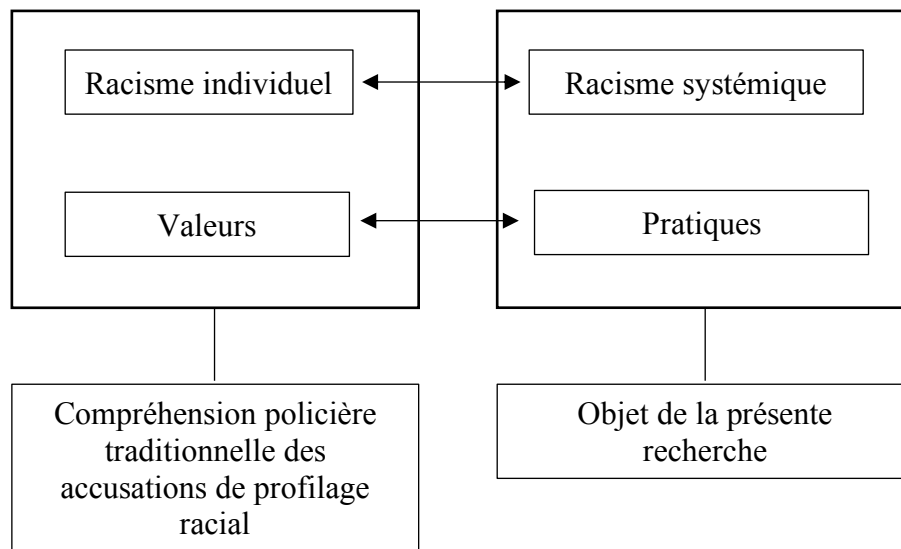 Racisme individuel
Racisme systémique
Valeurs
Pratiques
Compréhension policière
traditionnelle des
accusations de profilage
racial
Objet de la présente
recherche